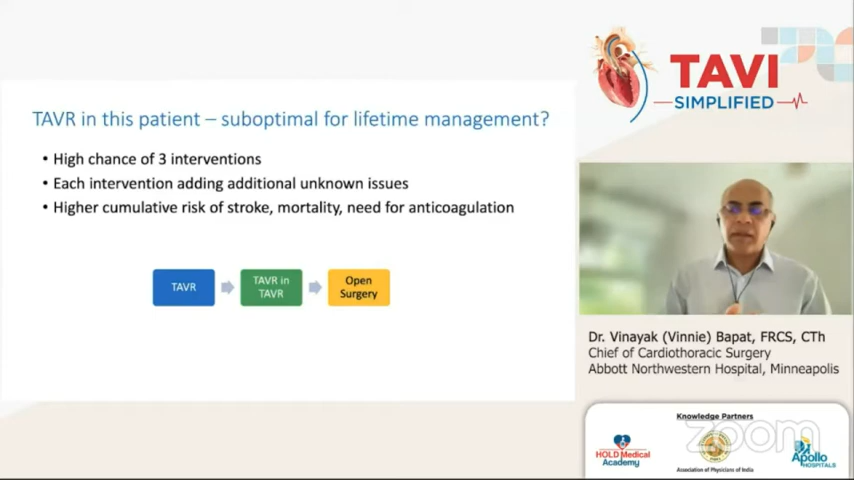 TAVR in this patient – suboptimal for lifetime management?
• High chance of 3 interventions
• Each intervention adding additional unknown issues
• Higher cumulative risk of stroke, mortality, need for anticoagulation
TAVR
TAVR in
TAVR
Open
Surgery
TAVI
SIMPLIFIED
Dr. Vinayak (Vinnie) Bapat, FRCS, CTh
Chief of Cardiothoracic Surgery
Abbott Northwestern Hospital, Minneapolis
Knowledge Partners
zoom
HOLD Medical
Academy
Association of Physicians of India
Apollo
HOSPITALS